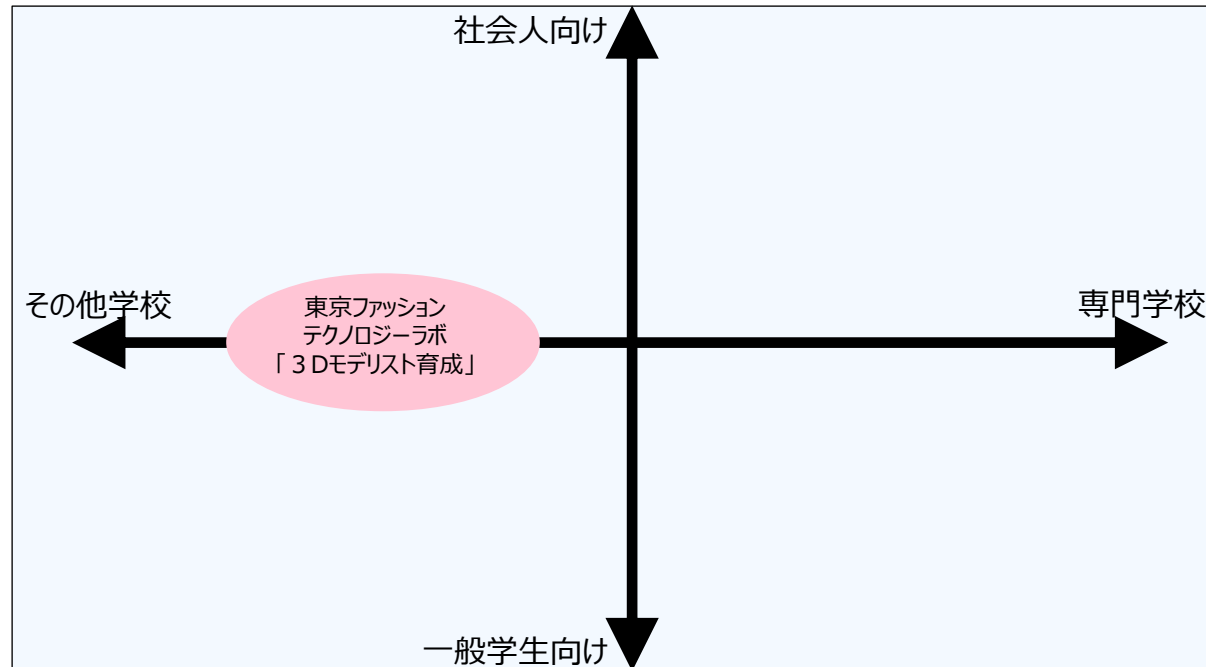 社会人向け
その他学校
東京ファッション
テクノロジーラボ
「３Dモデリスト育成」
専門学校
一般学生向け